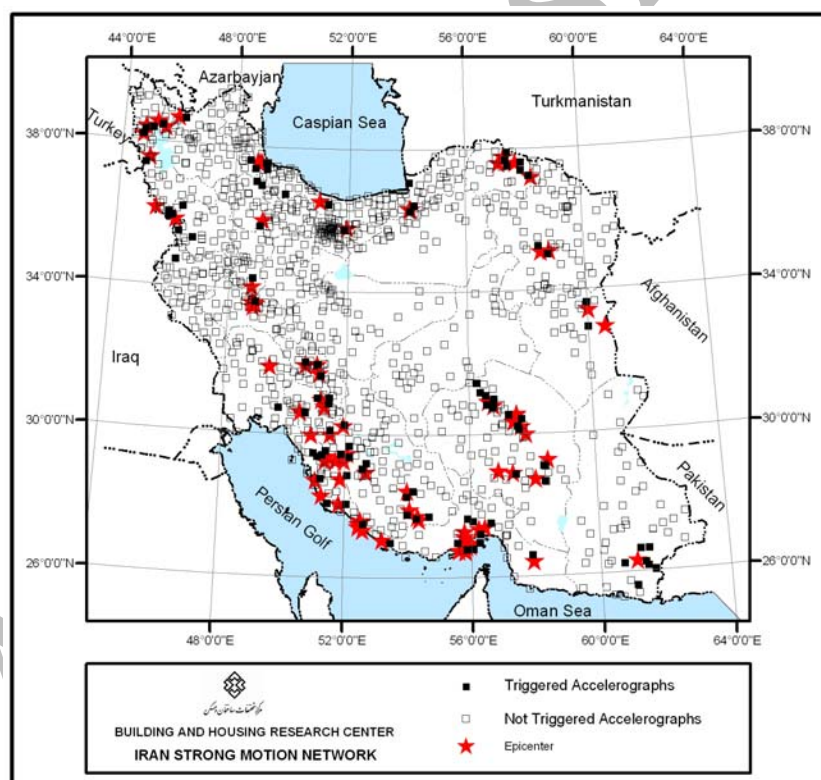 44°0'0"E 48°0'0"E 52°0'0"E 56°0'0"E 60°0'0"E 64°0'0"E
Azarbayjan
Turkmanistan
Caspian Sea
Turkey
38°0'0"N 38°0'0"N
34°0'0"N 34°0'0"N
Afghanistan
Iraq
30°0'0"N 30°0'0"N
Pakistan
Persian Golf
26°0'0"N 26°0'0"N
Oman Sea
48°0'0"E 52°0'0"E 56°0'0"E 60°0'0"E 64°0'0"E
Triggered Accelerographs
Not Triggered Accelerographs
Epicenter
مرکز تحقیقات ساختمان و مسکن
BUILDING AND HOUSING RESEARCH CENTER
IRAN STRONG MOTION NETWORK